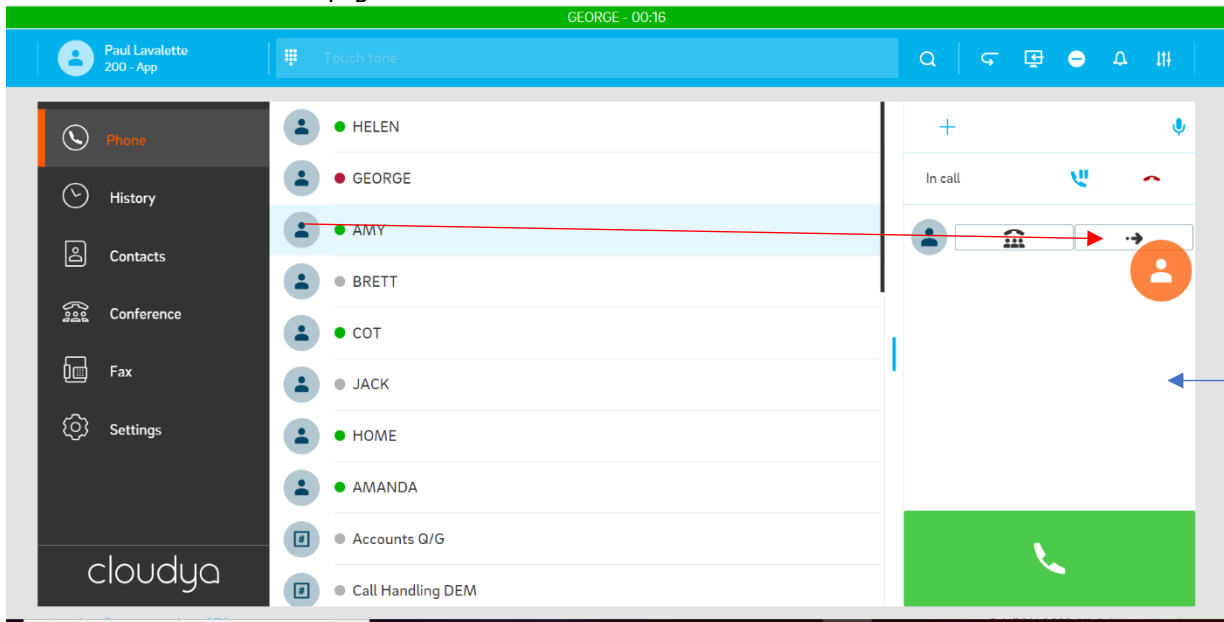 GEORGE - 00:16
Paul Lavalette
200 - App
Touch tone
Phone
History
Contacts
Conference
Fax
Settings
cloudya
HELEN
GEORGE
AMY
BRETT
COT
JACK
HOME
AMANDA
# Accounts Q/G
# Call Handling DEM
In call